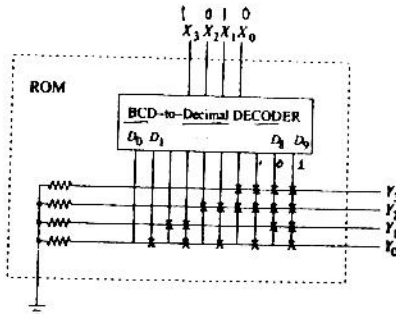 1 0 1 0
X3 X2 X1 X0
ROM
BCD-to-Decimal DECODER
D0 D1 D8 D9
0 1
Y2
Y1
Y0